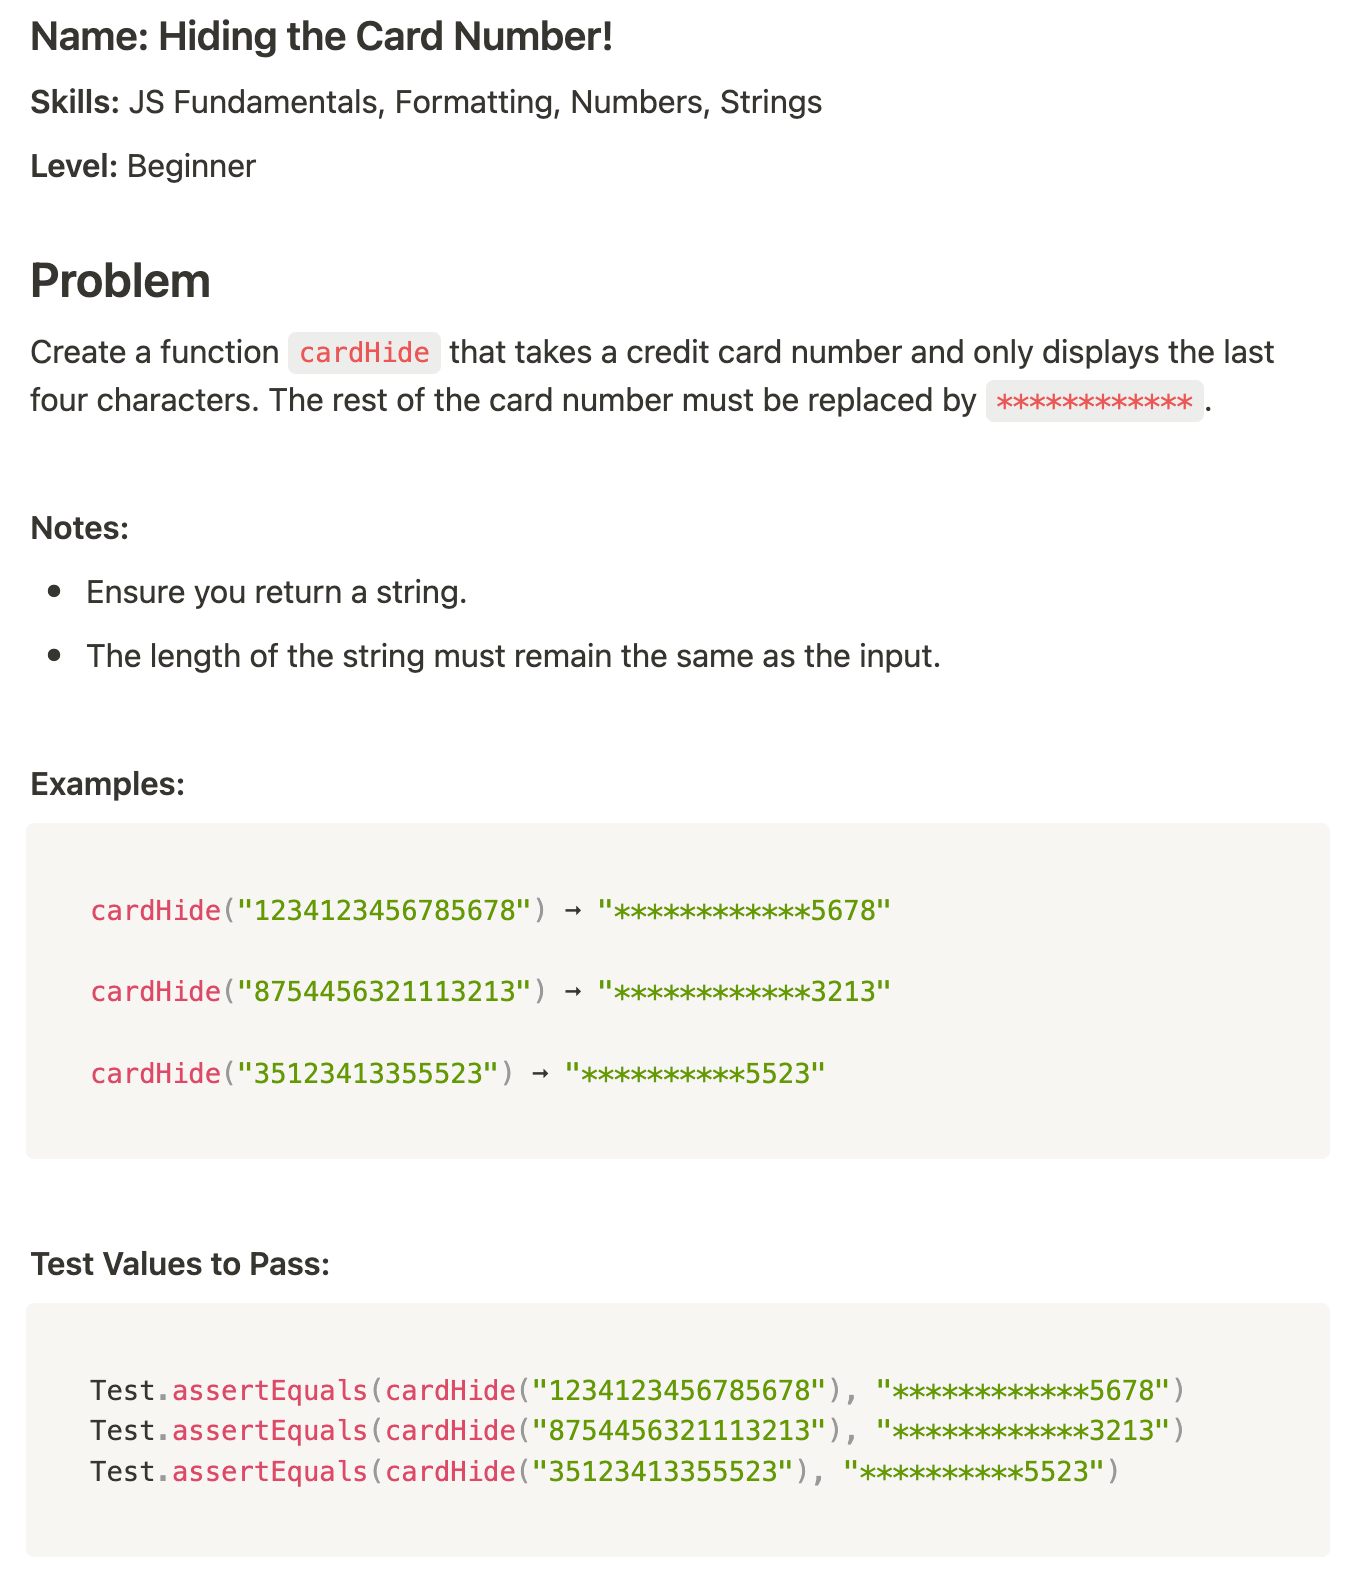 Name: Hiding the Card Number!
Skills: JS Fundamentals, Formatting, Numbers, Strings
Level: Beginner
Problem
Create a function cardHide that takes a credit card number and only displays the last
four characters. The rest of the card number must be replaced by ************.
Notes:
• Ensure you return a string.
• The length of the string must remain the same as the input.
Examples:
cardHide("1234123456785678") → "************5678"
cardHide("8754456321113213") → "************3213"
cardHide("35123413355523") → "**********5523"
Test Values to Pass:
Test.assertEquals(cardHide("1234123456785678"), "************5678")
Test.assertEquals(cardHide("8754456321113213"), "************3213")
Test.assertEquals(cardHide("35123413355523"), "**********5523")